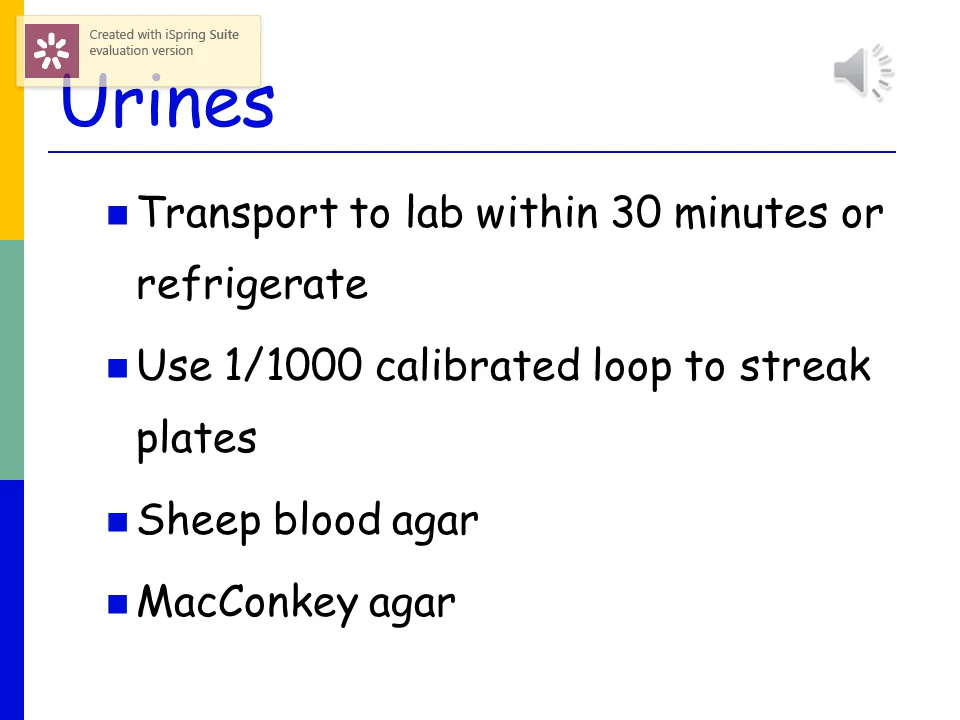 Created with iSpring Suite
evaluation version
Urines
Transport to lab within 30 minutes or
refrigerate
Use 1/1000 calibrated loop to streak
plates
Sheep blood agar
MacConkey agar